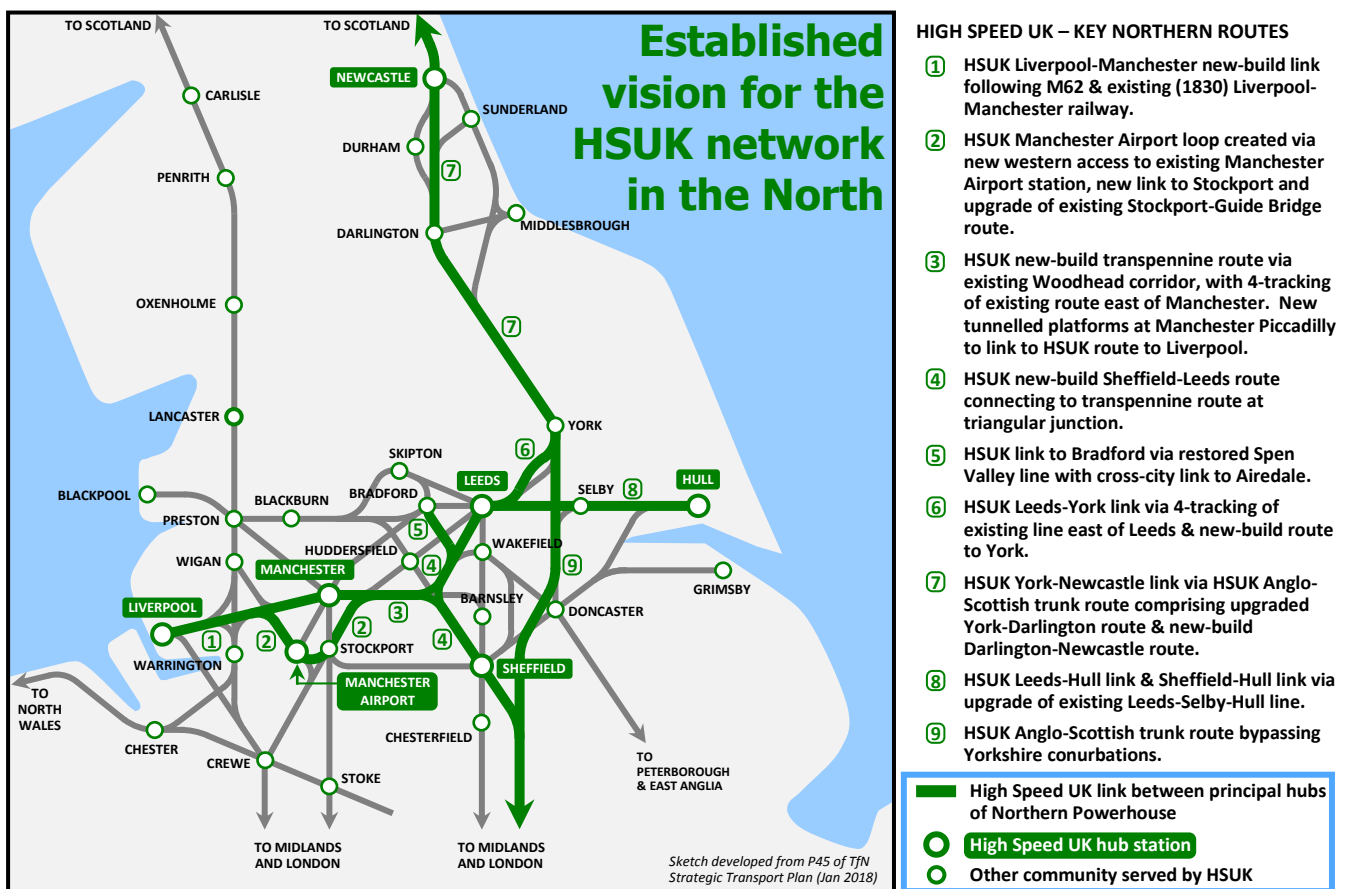 TO SCOTLAND
TO SCOTLAND
Established
vision for the
HSUK network
in the North
NEWCASTLE
CARLISLE
SUNDERLAND
DURHAM
7
PENRITH
MIDDLESBROUGH
DARLINGTON
OXENHOLME
7
LANCASTER
YORK
6
SKIPTON
LEEDS
HULL
BLACKPOOL
BLACKBURN
BRADFORD
SELBY
8
PRESTON
5
HUDDERSFIELD
WAKEFIELD
WIGAN
4
9
MANCHESTER
GRIMSBY
BARNSLEY
LIVERPOOL
3
DONCASTER
1
2
2
4
STOCKPORT
WARRINGTON
SHEFFIELD
MANCHESTER
AIRPORT
TO
NORTH
WALES
CHESTER
CHESTERFIELD
CREWE
STOKE
TO
PETERBOROUGH
& EAST ANGLIA
TO MIDLANDS
AND LONDON
TO MIDLANDS
AND LONDON
Sketch developed from P45 of TfN
Strategic Transport Plan (Jan 2018)
HIGH SPEED UK – KEY NORTHERN ROUTES
1 HSUK Liverpool-Manchester new-build link
following M62 & existing (1830) Liverpool-
Manchester railway.
2 HSUK Manchester Airport loop created via
new western access to existing Manchester
Airport station, new link to Stockport and
upgrade of existing Stockport-Guide Bridge
route.
3 HSUK new-build transpennine route via
existing Woodhead corridor, with 4-tracking
of existing route east of Manchester.  New
tunnelled platforms at Manchester Piccadilly
to link to HSUK route to Liverpool.
4 HSUK new-build Sheffield-Leeds route
connecting to transpennine route at
triangular junction.
5 HSUK link to Bradford via restored Spen
Valley line with cross-city link to Airedale.
6 HSUK Leeds-York link via 4-tracking of
existing line east of Leeds & new-build route
to York.
7 HSUK York-Newcastle link via HSUK Anglo-
Scottish trunk route comprising upgraded
York-Darlington route & new-build
Darlington-Newcastle route.
8 HSUK Leeds-Hull link & Sheffield-Hull link via
upgrade of existing Leeds-Selby-Hull line.
9 HSUK Anglo-Scottish trunk route bypassing
Yorkshire conurbations.
High Speed UK link between principal hubs
of Northern Powerhouse
High Speed UK hub station
Other community served by HSUK